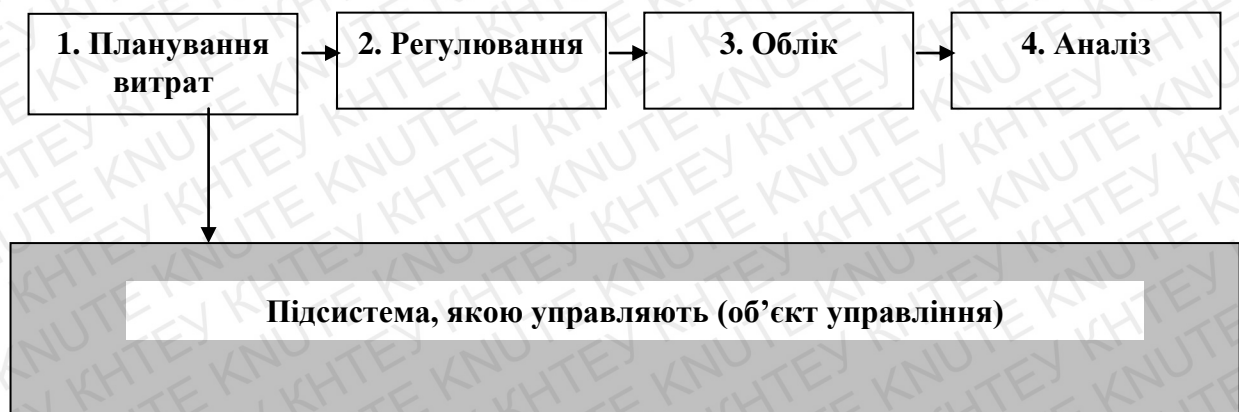 1. Планування
витрат
2. Регулювання
3. Облік
4. Аналіз
Підсистема, якою управляють (об’єкт управління)